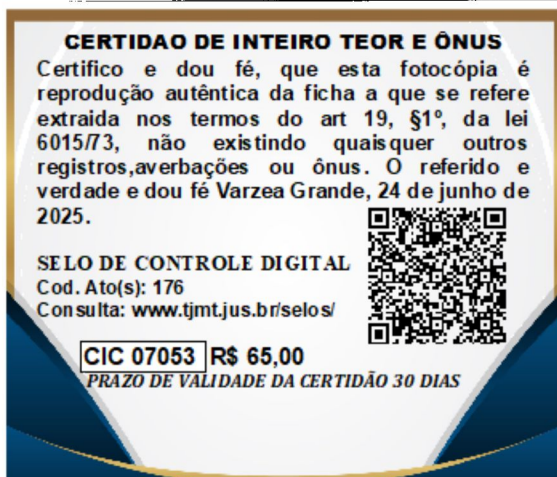 CERTIDAO DE INTEIRO TEOR E ÔNUS
Certifico e dou fé, que esta fotocópia é
reprodução autêntica da ficha a que se refere
extraida nos termos do art 19, §1º, da lei
6015/73, não existindo quaisquer outros
registros,averbações ou ônus. O referido e
verdade e dou fé Varzea Grande, 24 de junho de
2025.
SELO DE CONTROLE DIGITAL
Cod. Ato(s): 176
Consulta: www.tjmt.jus.br/selos/
CIC 07053 R$ 65,00
PRAZO DE VALIDADE DA CERTIDÃO 30 DIAS